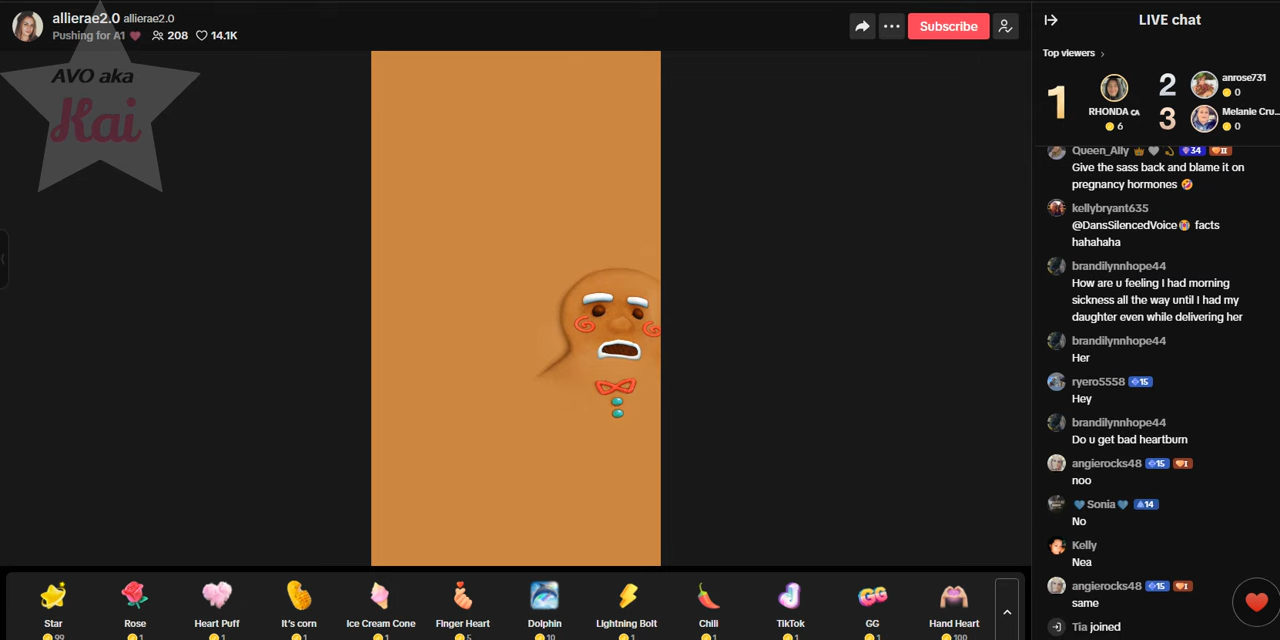 allierae2.0 allierae2.0
Pushing for A1 208 14.1K
Subscribe
AVO aka
Kai
LIVE chat
Top viewers
1
RHONDA CA
6
2
anrose731
0
3
Melanie Cru...
0
Queen_Ally 34 II
Give the sass back and blame it on
pregnancy hormones
kellybryant635
@DansSilencedVoice facts
hahahaha
brandilynnhope44
How are u feeling I had morning
sickness all the way until I had my
daughter even while delivering her
brandilynnhope44
Her
ryero5558 15
Hey
brandilynnhope44
Do u get bad heartburn
angierocks48 15 I
noo
Sonia 14
No
Kelly
Nea
angierocks48 15 I
same
Tia joined
Star
99
Rose
1
Heart Puff
1
It's corn
1
Ice Cream Cone
1
Finger Heart
5
Dolphin
10
Lightning Bolt
1
Chili
1
TikTok
1
GG
GG
1
Hand Heart
100